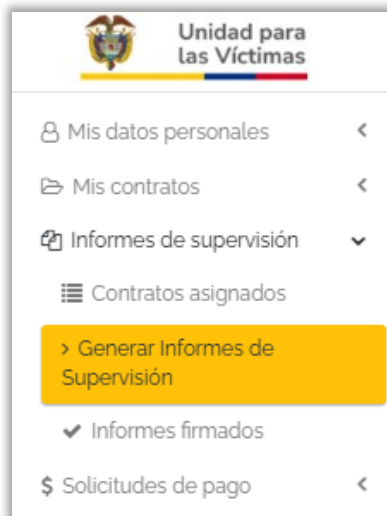 Unidad para
las Víctimas
Mis datos personales
Mis contratos
Informes de supervisión
Contratos asignados
> Generar Informes de
Supervisión
Informes firmados
$ Solicitudes de pago